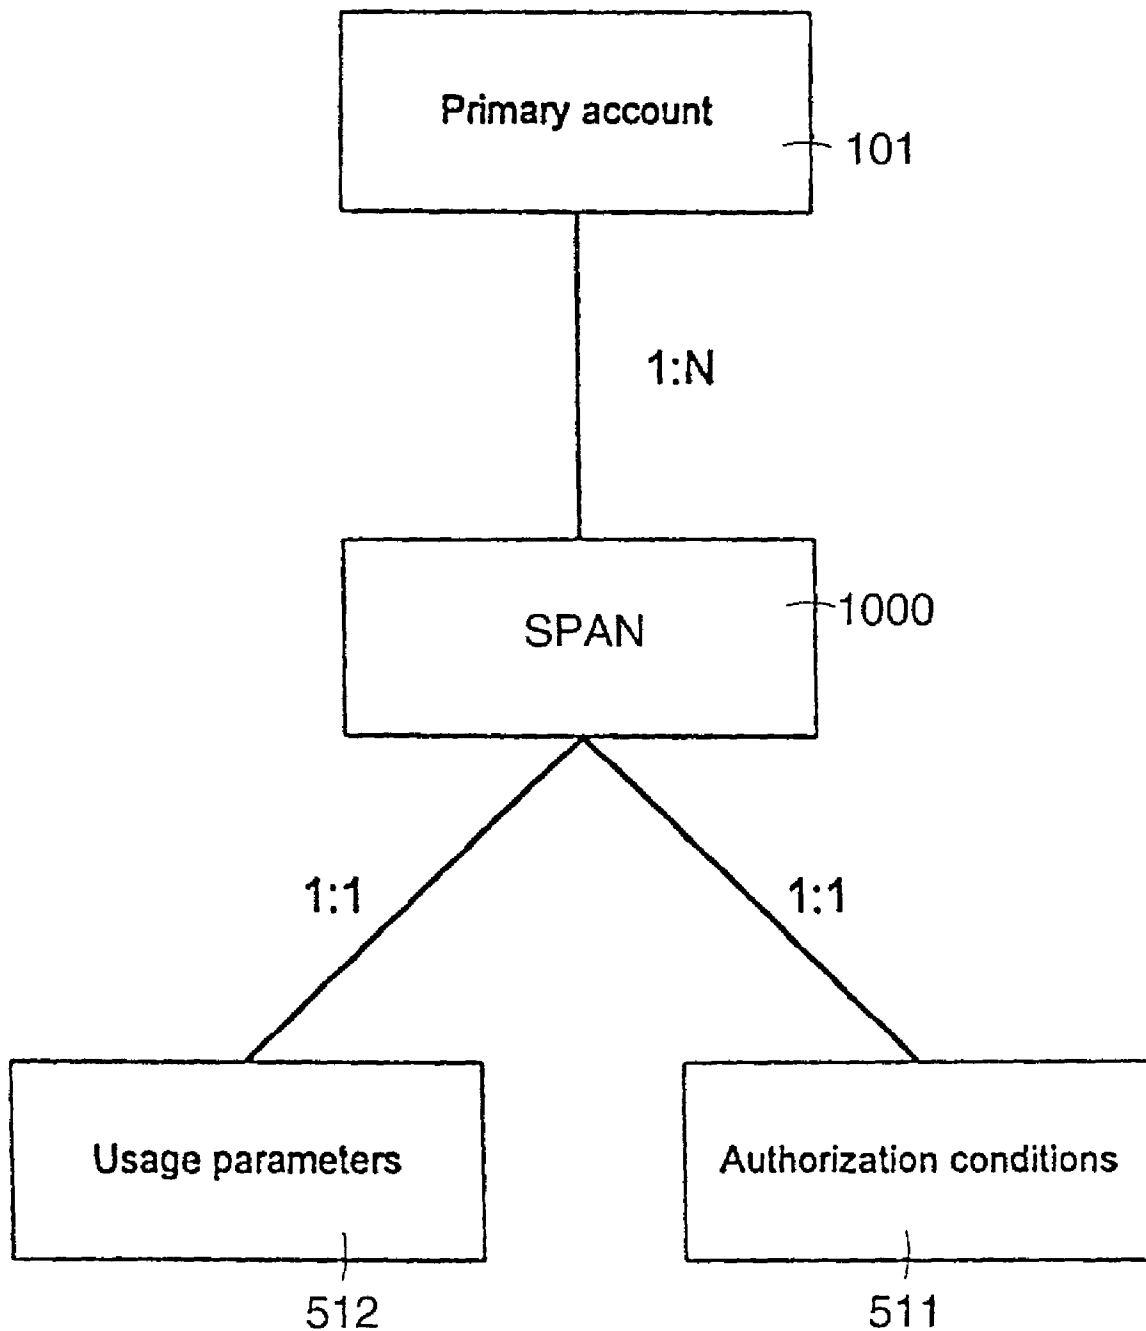 Primary account
101
1:N
SPAN
1000
1:1
1:1
Usage parameters
Authorization conditions
512
511